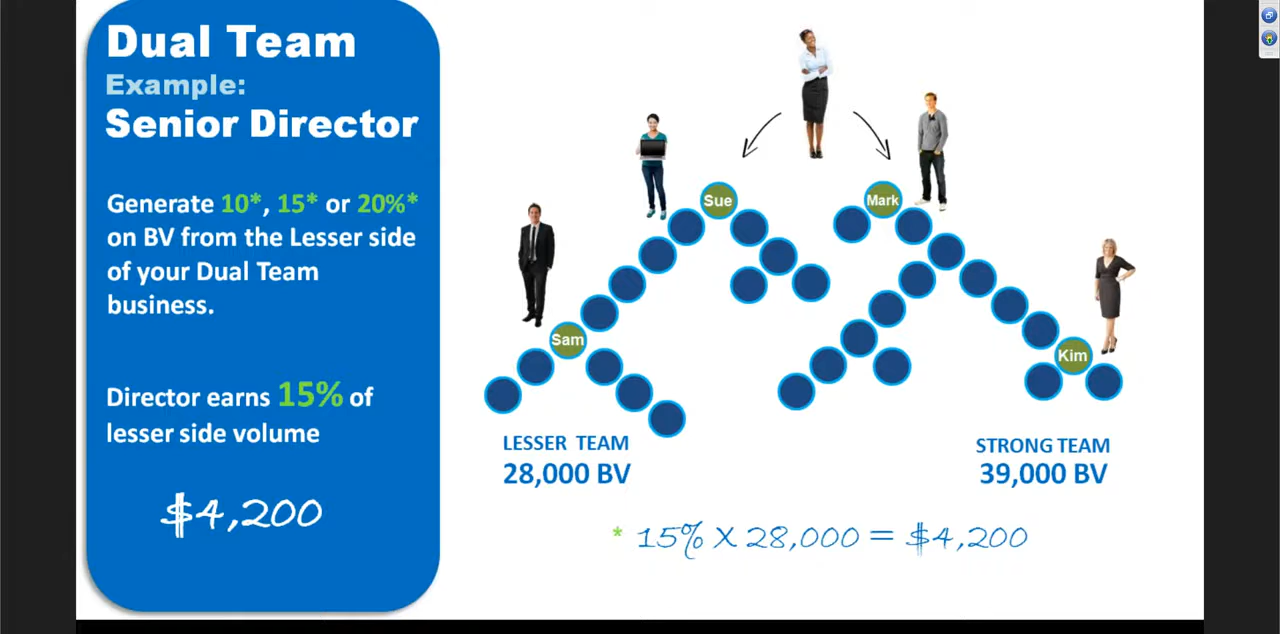 Dual Team
Example:
Senior Director
Generate 10*, 15* or 20%*
on BV from the Lesser side
of your Dual Team
business.
Director earns 15% of
lesser side volume
$4,200
Sue
Mark
Sam
Kim
LESSER TEAM
28,000 BV
STRONG TEAM
39,000 BV
* 15% X 28,000 = $4,200